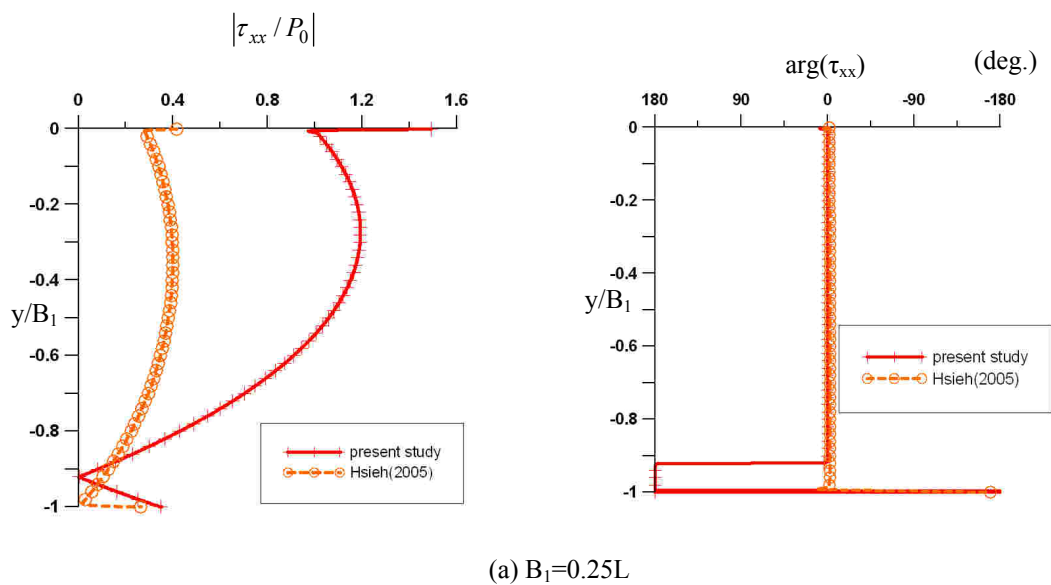 |τxx / P0|
0 0.4 0.8 1.2 1.6
0
-0.2
-0.4
y/B1
-0.6
-0.8
-1
present study
Hsieh(2005)
arg(τxx) (deg.)
180 90 0 -90 -180
0
-0.2
-0.4
y/B1
-0.6
-0.8
-1
present study
Hsieh(2005)
(a) B1=0.25L